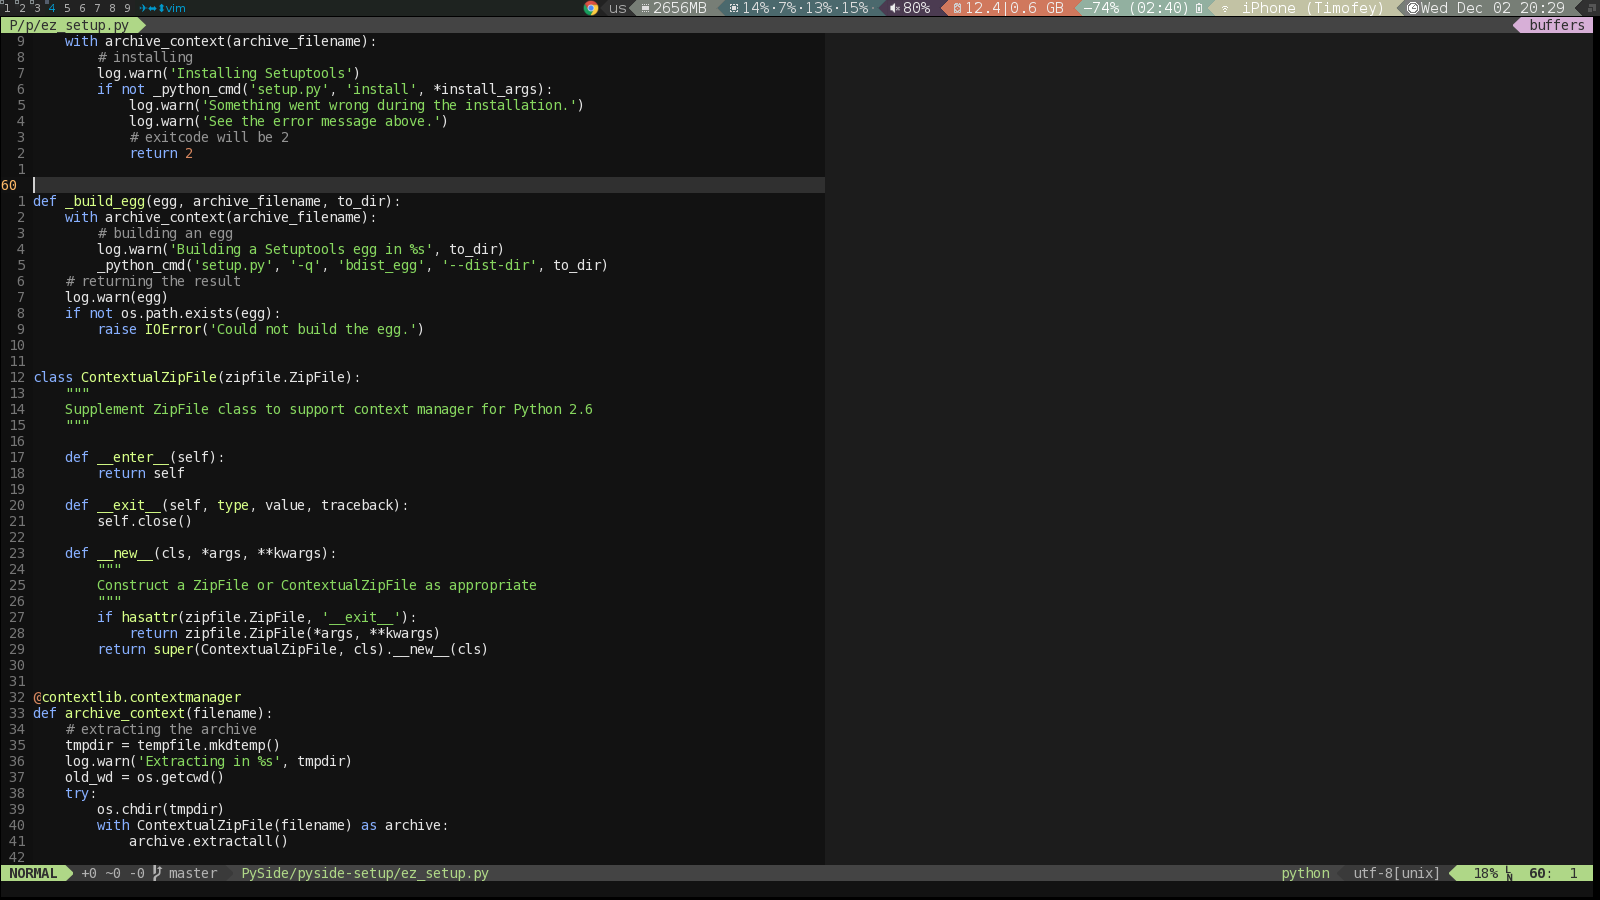 1 2 3 4 5 6 7 8 9 vim us 2656MB 14%·7%·13%·15%· 80% 12.4|0.6 GB ~74% (02:40) iPhone (Timofey) Wed Dec 02 20:29
P/p/ez_setup.py buffers
9     with archive_context(archive_filename):
8         # installing
7         log.warn('Installing Setuptools')
6         if not _python_cmd('setup.py', 'install', *install_args):
5             log.warn('Something went wrong during the installation.')
4             log.warn('See the error message above.')
3             # exitcode will be 2
2             return 2
1
60
1 def _build_egg(egg, archive_filename, to_dir):
2     with archive_context(archive_filename):
3         # building an egg
4         log.warn('Building a Setuptools egg in %s', to_dir)
5         _python_cmd('setup.py', '-q', 'bdist_egg', '--dist-dir', to_dir)
6     # returning the result
7     log.warn(egg)
8     if not os.path.exists(egg):
9         raise IOError('Could not build the egg.')
10
11
12 class ContextualZipFile(zipfile.ZipFile):
13     """
14     Supplement ZipFile class to support context manager for Python 2.6
15     """
16
17     def __enter__(self):
18         return self
19
20     def __exit__(self, type, value, traceback):
21         self.close()
22
23     def __new__(cls, *args, **kwargs):
24         """
25         Construct a ZipFile or ContextualZipFile as appropriate
26         """
27         if hasattr(zipfile.ZipFile, '__exit__'):
28             return zipfile.ZipFile(*args, **kwargs)
29         return super(ContextualZipFile, cls).__new__(cls)
30
31
32 @contextlib.contextmanager
33 def archive_context(filename):
34     # extracting the archive
35     tmpdir = tempfile.mkdtemp()
36     log.warn('Extracting in %s', tmpdir)
37     old_wd = os.getcwd()
38     try:
39         os.chdir(tmpdir)
40         with ContextualZipFile(filename) as archive:
41             archive.extractall()
42
NORMAL +0 ~0 -0 master PySide/pyside-setup/ez_setup.py python utf-8[unix] 18% LN 60: 1